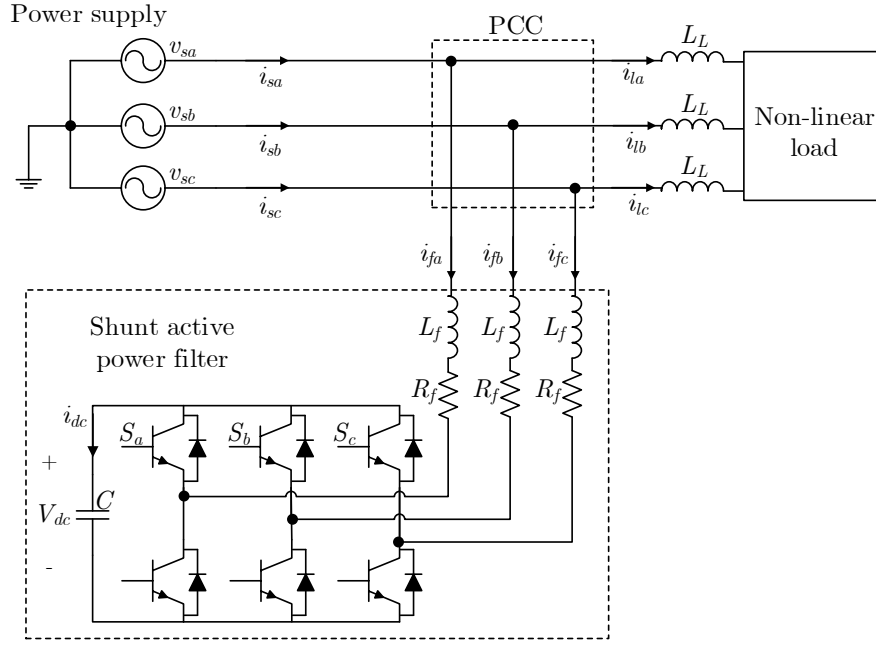 Power supply
PCC
v_sa
i_sa
i_la
L_L
v_sb
i_sb
i_lb
L_L
v_sc
i_sc
i_lc
L_L
Non-linear
load
i_fa
i_fb
i_fc
Shunt active
power filter
L_f
L_f
L_f
R_f
R_f
R_f
i_dc
S_a
S_b
S_c
+
V_dc
C
-